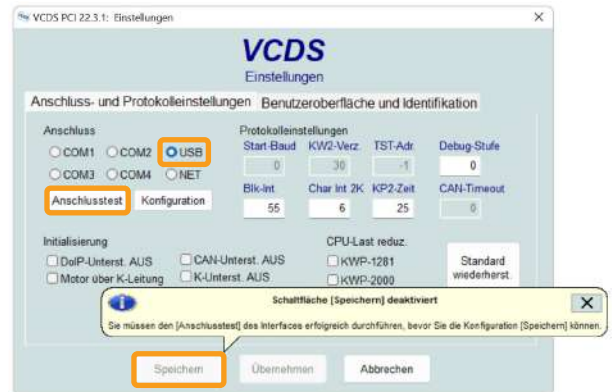 VCDS PCI 22.3.1: Einstellungen
VCDS
Einstellungen
Anschluss- und Protokolleinstellungen Benutzeroberfläche und Identifikation
Anschluss
COM1 COM2 USB
COM3 COM4 NET
Anschlusstest Konfiguration
Protokolleinstellungen
Start-Baud KW2-Verz. TST-Adr. Debug-Stufe
0 30 -1 0
Blk-Int Char Int 2K KP2-Zeit CAN-Timeout
55 6 25 0
Initialisierung
DoIP-Unterst. AUS CAN-Unterst. AUS
Motor über K-Leitung K-Unterst. AUS
CPU-Last reduz.
KWP-1281
KWP-2000
Standard
wiederherst.
Schaltfläche [Speichern] deaktiviert
Sie müssen den [Anschlusstest] des Interfaces erfolgreich durchführen, bevor Sie die Konfiguration [Speichern] können.
Speichern Übernehmen Abbrechen